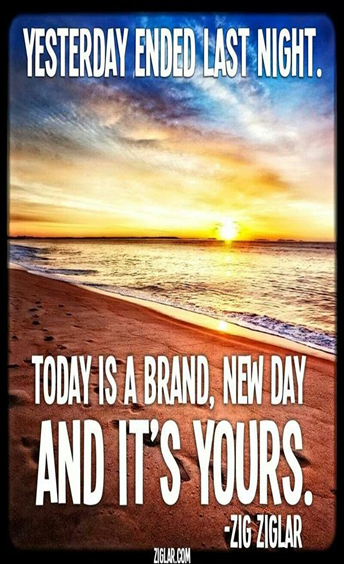 YESTERDAY ENDED LAST NIGHT.
TODAY IS A BRAND, NEW DAY
AND IT'S YOURS.
-ZIG ZIGLAR
ZIGLAR.COM